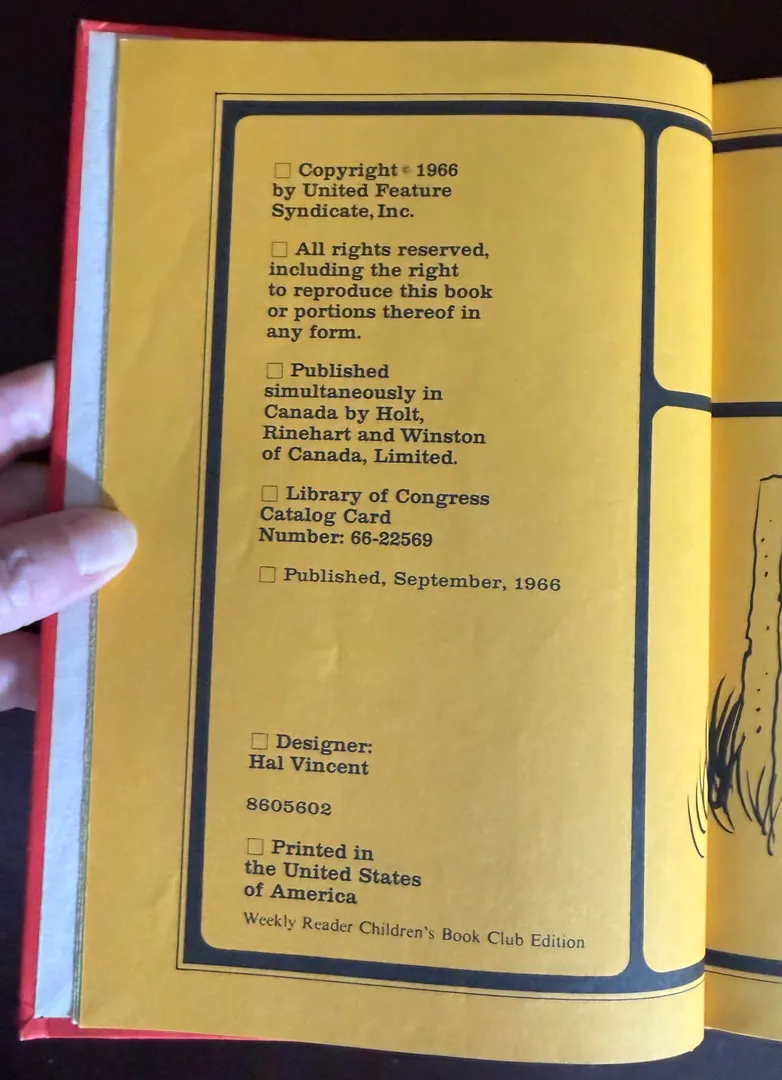 □ Copyright © 1966
by United Feature
Syndicate, Inc.
□ All rights reserved,
including the right
to reproduce this book
or portions thereof in
any form.
□ Published
simultaneously in
Canada by Holt,
Rinehart and Winston
of Canada, Limited.
□ Library of Congress
Catalog Card
Number: 66-22569
□ Published, September, 1966
□ Designer:
Hal Vincent
8605602
□ Printed in
the United States
of America
Weekly Reader Children's Book Club Edition